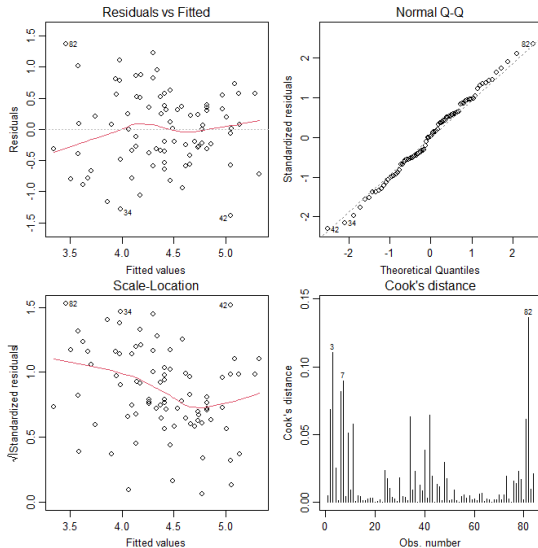 Residuals vs Fitted
Residuals
1.5
1.0
0.5
0.0
-0.5
-1.0
-1.5
82
34
42
3.5 4.0 4.5 5.0
Fitted values
Normal Q-Q
Standardized residuals
2
1
0
-1
-2
82
42
34
-2 -1 0 1 2
Theoretical Quantiles
Scale-Location
√|Standardized residuals|
1.5
1.0
0.5
0.0
82
34
42
3.5 4.0 4.5 5.0
Fitted values
Cook's distance
Cook's distance
0.15
0.10
0.05
0.00
3
7
82
0 20 40 60 80
Obs. number